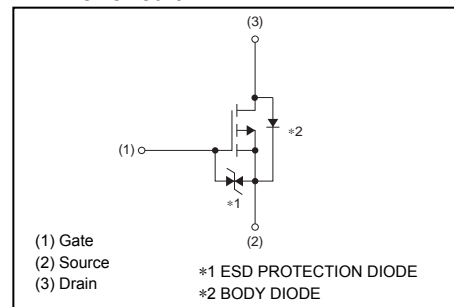 (3)
∗2
(1)
∗1
(2)
(1) Gate
(2) Source
(3) Drain
∗1 ESD PROTECTION DIODE
∗2 BODY DIODE